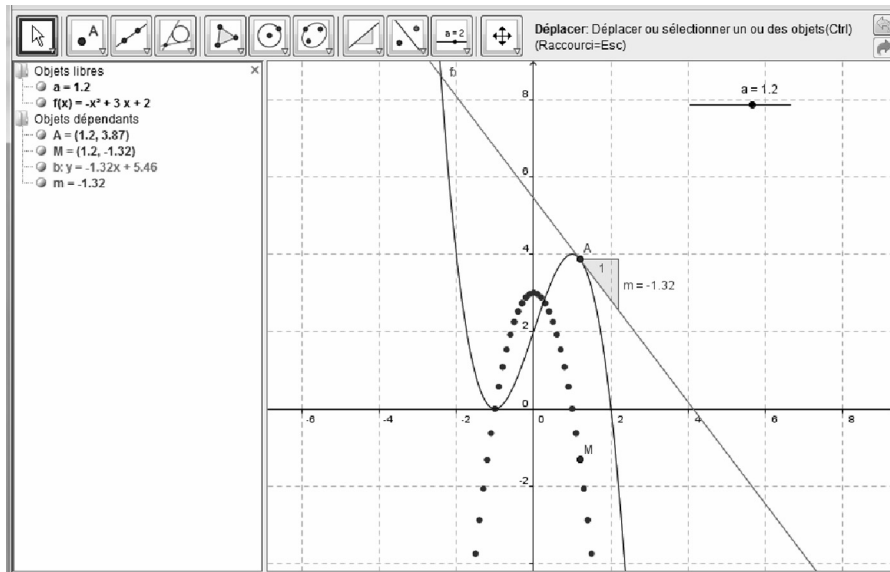 A
a = 2
Déplacer: Déplacer ou sélectionner un ou des objets(Ctrl)
(Raccourci=Esc)
Objets libres
a = 1.2
f(x) = -x³ + 3 x + 2
Objets dépendants
A = (1.2, 3.87)
M = (1.2, -1.32)
b: y = -1.32x + 5.46
m = -1.32
b
a = 1.2
8
6
4
A
1
m = -1.32
2
0
-6
-4
-2
0
2
4
6
8
M
-2